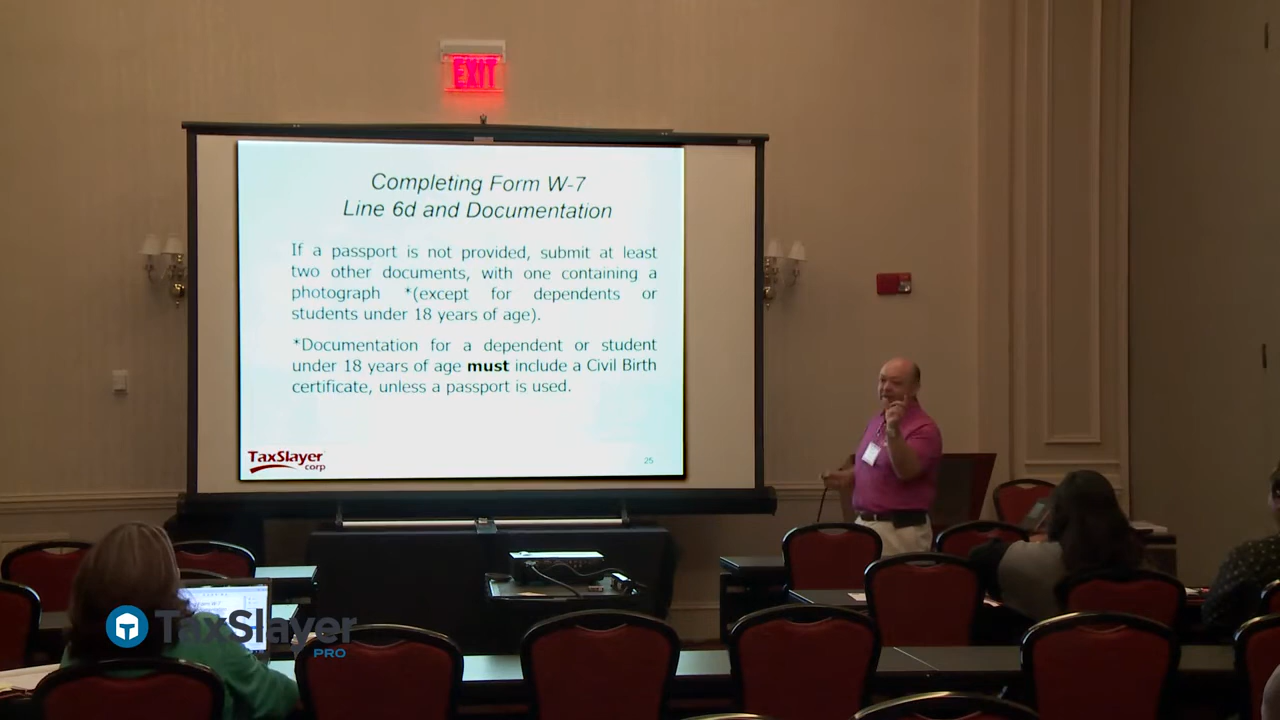 EXIT
Completing Form W-7
Line 6d and Documentation
If a passport is not provided, submit at least
two other documents, with one containing a
photograph *(except for dependents or
students under 18 years of age).
*Documentation for a dependent or student
under 18 years of age must include a Civil Birth
certificate, unless a passport is used.
TaxSlayer
corp
25
TaxSlayer
PRO